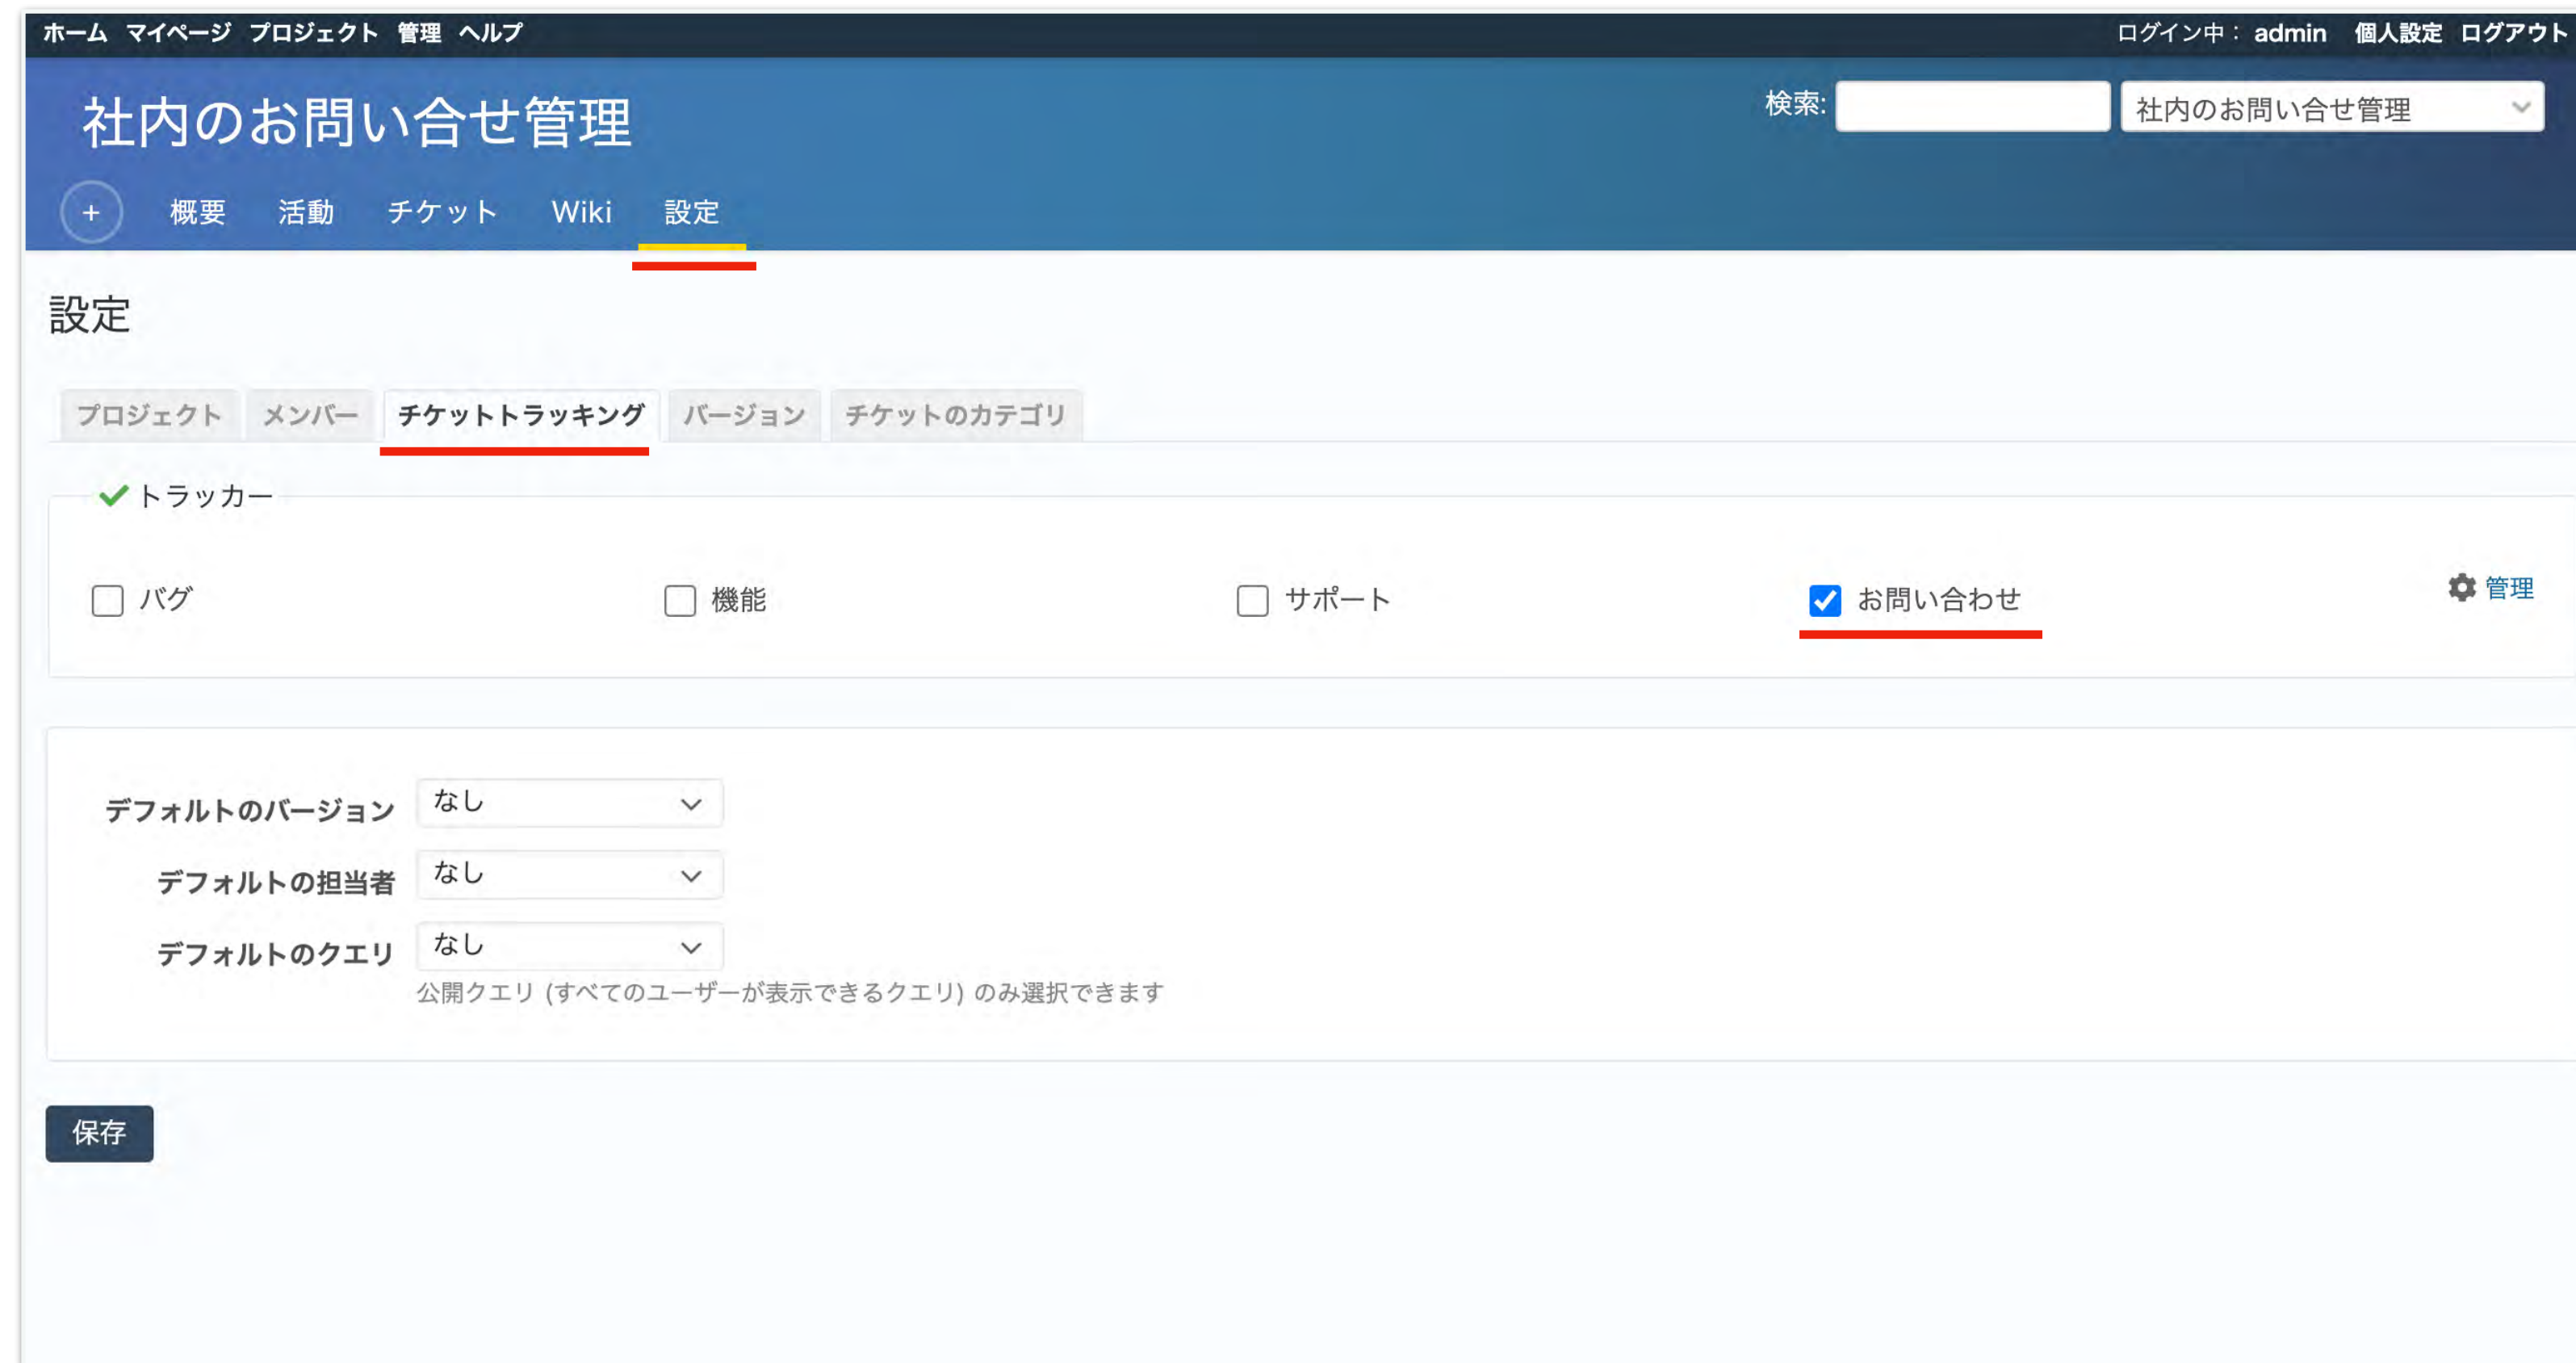 ホーム マイページ プロジェクト 管理 ヘルプ ログイン中： admin 個人設定 ログアウト
社内のお問い合せ管理 検索: 社内のお問い合せ管理
+ 概要 活動 チケット Wiki 設定
設定
プロジェクト メンバー チケットトラッキング バージョン チケットのカテゴリ
トラッカー
バグ 機能 サポート お問い合わせ 管理
デフォルトのバージョン なし
デフォルトの担当者 なし
デフォルトのクエリ なし
公開クエリ (すべてのユーザーが表示できるクエリ) のみ選択できます
保存